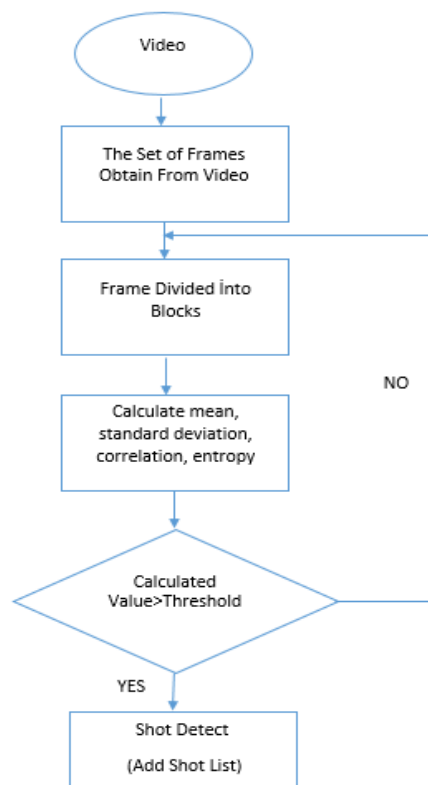 Video
The Set of Frames
Obtain From Video
Frame Divided İnto
Blocks
NO
Calculate mean,
standard deviation,
correlation, entropy
Calculated
Value>Threshold
YES
Shot Detect
(Add Shot List)